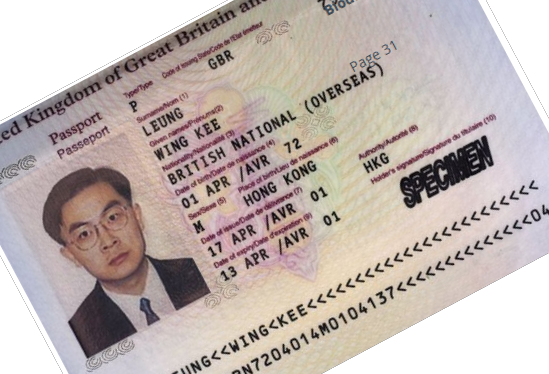 ed Kingdom of Great Britain an
Passport
Passeport
Type/Type
P
Code of Issuing State/Code de l'Etat émetteur
GBR
Page 31
Surname/Nom (1)
LEUNG
Given names/Prénoms(2)
WING KEE
Nationality/Nationalité (3)
BRITISH NATIONAL (OVERSEAS)
Date of birth/Date de naissance (4)
01 APR /AVR 72
Sex/Sexe (5)
M
Place of birth/Lieu de naissance (6)
HONG KONG
Date of issue/Date de délivrance (7)
17 APR /AVR 01
Authority/Autorité (8)
HKG
Date of expiry/Date d'expiration (9)
13 APR /AVR 01
Holder's signature/Signature du titulaire (10)
SPECIMEN
EUNG<<WING<KEE<<<<<<<<<<<<<<<<<<<<<<<<<<<
BN7204014M0104137<<<<<<<<<<<<<<<04